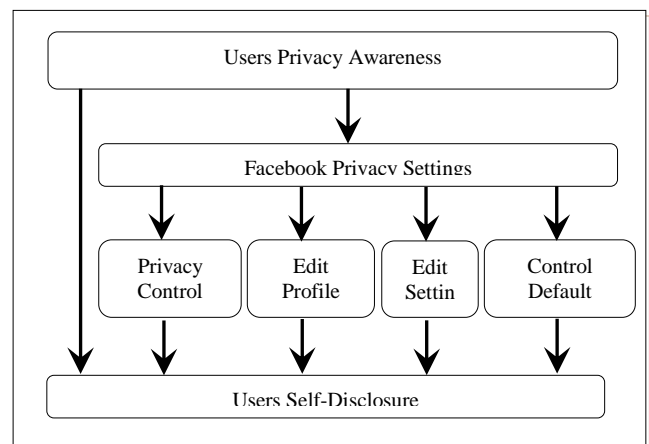 Users Privacy Awareness
Facebook Privacy Settings
Privacy
Control
Edit
Profile
Edit
Settin
Control
Default
Users Self-Disclosure